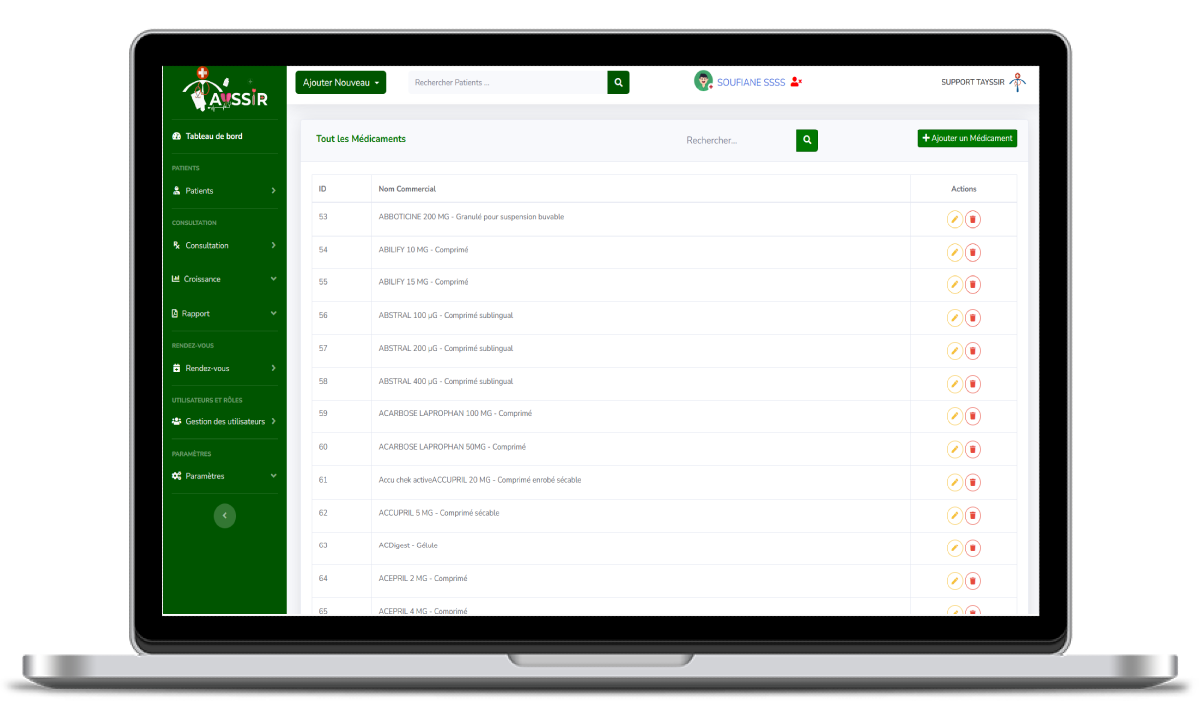 AYSSIR
Ajouter Nouveau
Rechercher Patients ...
SOUFIANE SSSS
SUPPORT TAYSSIR
Tableau de bord
PATIENTS
Patients
CONSULTATION
Consultation
Croissance
Rapport
RENDEZ-VOUS
Rendez-vous
UTILISATEURS ET RÔLES
Gestion des utilisateurs
PARAMÈTRES
Paramètres
Tout les Médicaments
Rechercher...
+ Ajouter un Médicament
ID Nom Commercial Actions
53 ABBOTICINE 200 MG - Granulé pour suspension buvable
54 ABILIFY 10 MG - Comprimé
55 ABILIFY 15 MG - Comprimé
56 ABSTRAL 100 µG - Comprimé sublingual
57 ABSTRAL 200 µG - Comprimé sublingual
58 ABSTRAL 400 µG - Comprimé sublingual
59 ACARBOSE LAPROPHAN 100 MG - Comprimé
60 ACARBOSE LAPROPHAN 50MG - Comprimé
61 Accu chek activeACCUPRIL 20 MG - Comprimé enrobé sécable
62 ACCUPRIL 5 MG - Comprimé sécable
63 ACDigest - Gélule
64 ACEPRIL 2 MG - Comprimé
65 ACEPRIL 4 MG - Comprimé